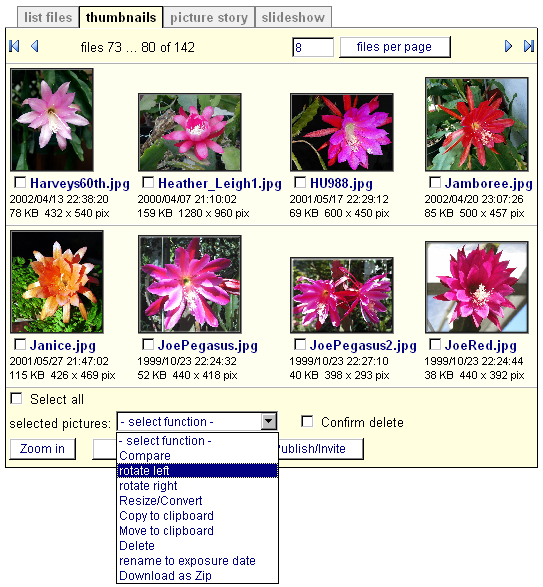 list files thumbnails picture story slideshow
files 73 ... 80 of 142 8 files per page
Harveys60th.jpg Heather_Leigh1.jpg HU988.jpg Jamboree.jpg
2002/04/13 22:38:20 2000/04/07 21:10:02 2001/05/17 22:29:12 2002/04/20 23:07:26
78 KB 432 x 540 pix 159 KB 1280 x 960 pix 69 KB 600 x 450 pix 85 KB 500 x 457 pix
Janice.jpg JoePegasus.jpg JoePegasus2.jpg JoeRed.jpg
2001/05/27 21:47:02 1999/10/23 22:24:32 1999/10/23 22:27:10 1999/10/23 22:24:44
115 KB 426 x 469 pix 52 KB 440 x 418 pix 40 KB 398 x 293 pix 38 KB 440 x 392 pix
Select all
selected pictures: - select function - Confirm delete
Zoom in Publish/Invite
- select function -
Compare
rotate left
rotate right
Resize/Convert
Copy to clipboard
Move to clipboard
Delete
rename to exposure date
Download as Zip